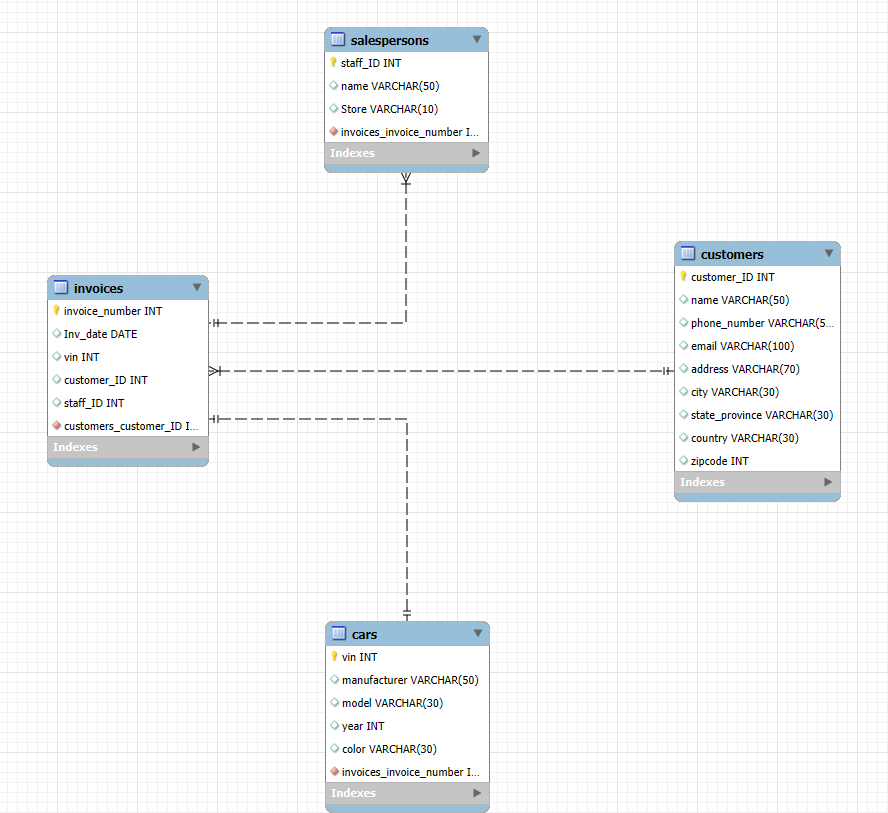 salespersons
staff_ID INT
name VARCHAR(50)
Store VARCHAR(10)
invoices_invoice_number I...
Indexes
customers
customer_ID INT
name VARCHAR(50)
phone_number VARCHAR(5...
email VARCHAR(100)
address VARCHAR(70)
city VARCHAR(30)
state_province VARCHAR(30)
country VARCHAR(30)
zipcode INT
Indexes
invoices
invoice_number INT
Inv_date DATE
vin INT
customer_ID INT
staff_ID INT
customers_customer_ID I...
Indexes
cars
vin INT
manufacturer VARCHAR(50)
model VARCHAR(30)
year INT
color VARCHAR(30)
invoices_invoice_number I...
Indexes